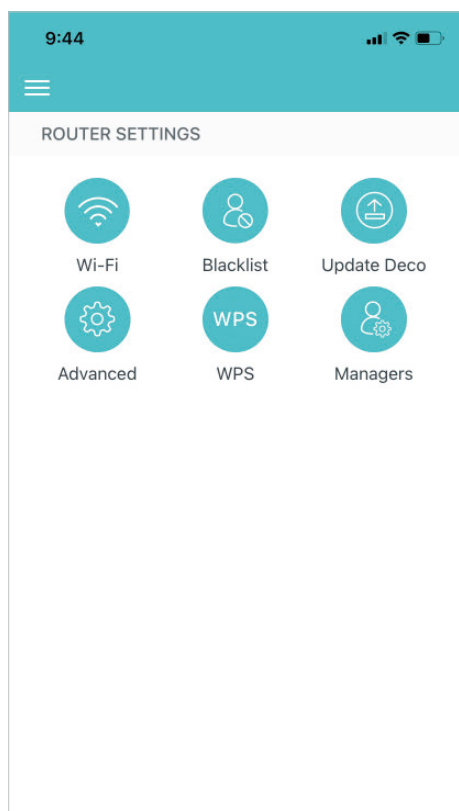 9:44
ROUTER SETTINGS
Wi-Fi Blacklist Update Deco
WPS
Advanced WPS Managers